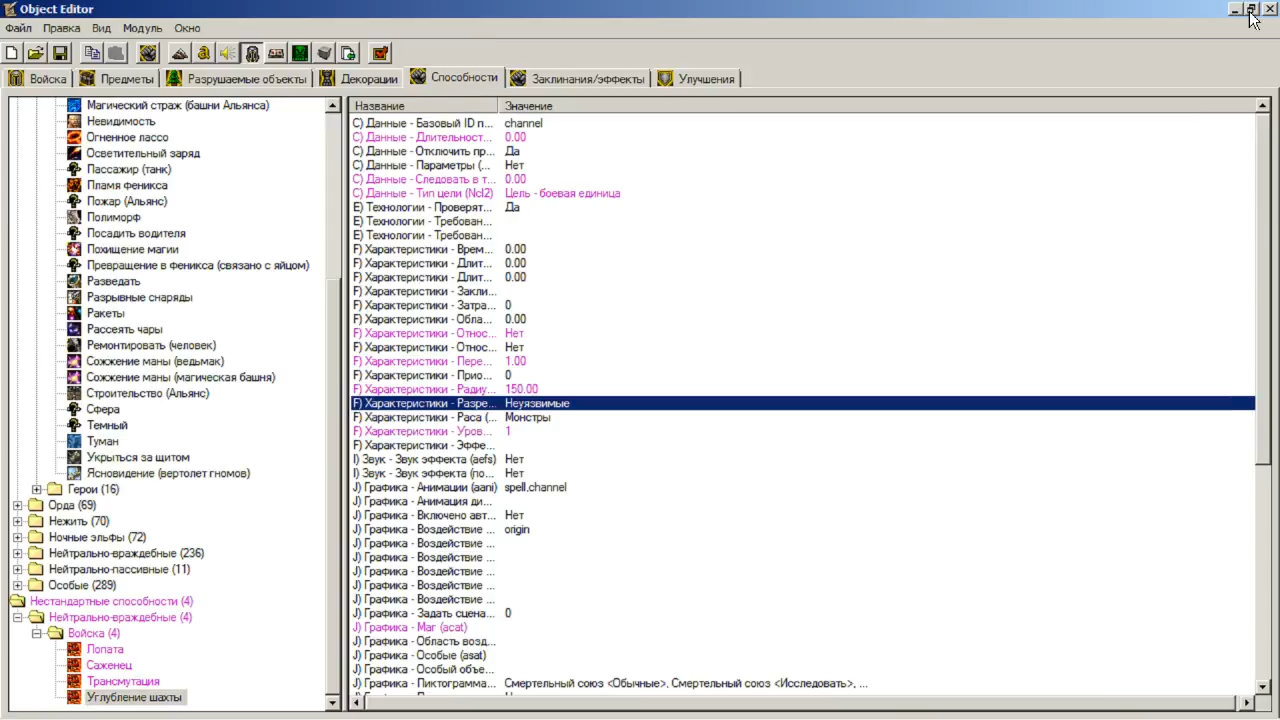 Object Editor
Файл Правка Вид Модуль Окно
Войска Предметы Разрушаемые объекты Декорации Способности Заклинания/эффекты Улучшения
Магический страж (башни Альянса)
Невидимость
Огненное лассо
Осветительный заряд
Пассажир (танк)
Пламя феникса
Пожар (Альянс)
Полиморф
Посадить водителя
Похищение магии
Превращение в феникса (связано с яйцом)
Разведать
Разрывные снаряды
Ракеты
Рассеять чары
Ремонтировать (человек)
Сожжение маны (ведьмак)
Сожжение маны (магическая башня)
Строительство (Альянс)
Сфера
Темный
Туман
Укрыться за щитом
Ясновидение (вертолет гномов)
Герои (16)
Орда (69)
Нежить (70)
Ночные эльфы (72)
Нейтрально-враждебные (236)
Нейтрально-пассивные (11)
Особые (289)
Нестандартные способности (4)
Нейтрально-враждебные (4)
Войска (4)
Лопата
Саженец
Трансмутация
Углубление шахты
Название Значение
C) Данные - Базовый ID п... channel
C) Данные - Длительност... 0.00
C) Данные - Отключить пр... Да
C) Данные - Параметры (... Нет
C) Данные - Следовать в т... 0.00
C) Данные - Тип цели (Ncl2) Цель - боевая единица
E) Технологии - Проверят... Да
E) Технологии - Требован...
E) Технологии - Требован...
F) Характеристики - Врем... 0.00
F) Характеристики - Длит... 0.00
F) Характеристики - Длит... 0.00
F) Характеристики - Закли...
F) Характеристики - Затра... 0
F) Характеристики - Обла... 0.00
F) Характеристики - Относ... Нет
F) Характеристики - Относ... Нет
F) Характеристики - Пере... 1.00
F) Характеристики - Прио... 0
F) Характеристики - Радиу... 150.00
F) Характеристики - Разре... Неуязвимые
F) Характеристики - Раса (... Монстры
F) Характеристики - Уров... 1
F) Характеристики - Эффе...
I) Звук - Звук эффекта (aefs) Нет
I) Звук - Звук эффекта (по... Нет
J) Графика - Анимации (aani) spell,channel
J) Графика - Анимация ди...
J) Графика - Включено авт... Нет
J) Графика - Воздействие ... origin
J) Графика - Воздействие ...
J) Графика - Воздействие ...
J) Графика - Воздействие ...
J) Графика - Воздействие ...
J) Графика - Воздействие ...
J) Графика - Задать сцена... 0
J) Графика - Маг (acat)
J) Графика - Область возд...
J) Графика - Особые (asat)
J) Графика - Особый объе...
J) Графика - Пиктограмма... Смертельный союз <Обычные>, Смертельный союз <Исследовать>, ...